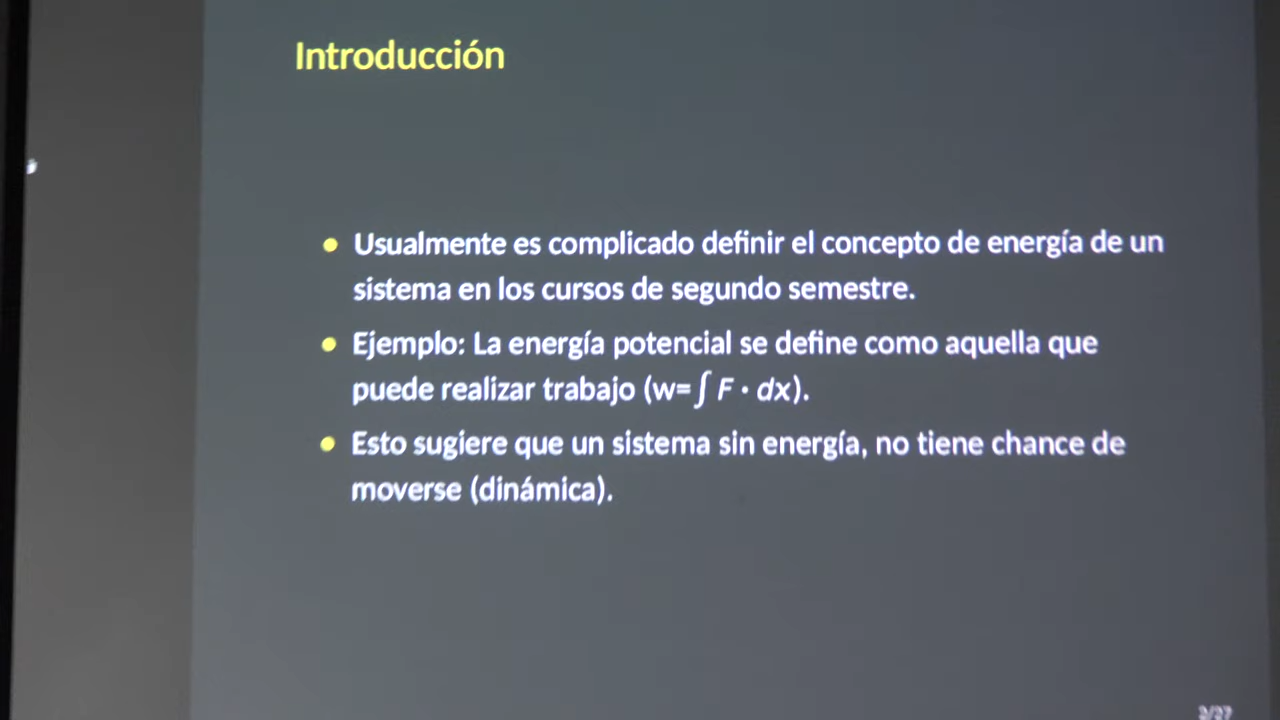 Introducción
• Usualmente es complicado definir el concepto de energía de un
sistema en los cursos de segundo semestre.
• Ejemplo: La energía potencial se define como aquella que
puede realizar trabajo (w=∫ F · dx).
• Esto sugiere que un sistema sin energía, no tiene chance de
moverse (dinámica).